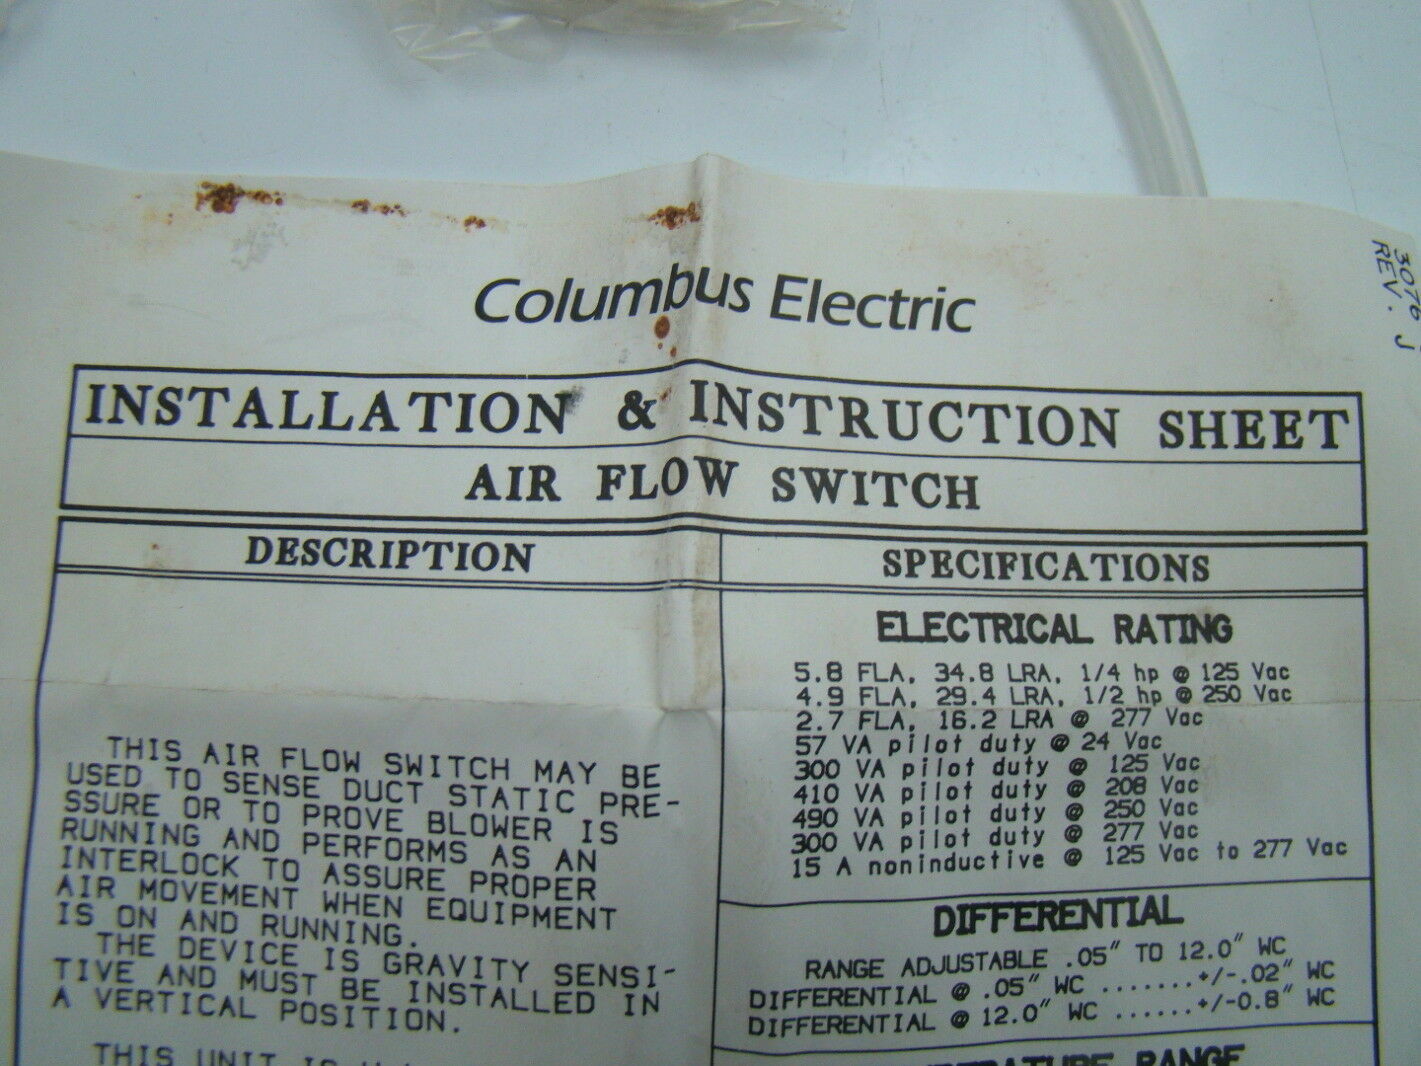 3076
REV. J
Columbus Electric
INSTALLATION & INSTRUCTION SHEET
AIR FLOW SWITCH
DESCRIPTION
THIS AIR FLOW SWITCH MAY BE
USED TO SENSE DUCT STATIC PRE-
SSURE OR TO PROVE BLOWER IS
RUNNING AND PERFORMS AS AN
INTERLOCK TO ASSURE PROPER
AIR MOVEMENT WHEN EQUIPMENT
IS ON AND RUNNING.
THE DEVICE IS GRAVITY SENSI-
TIVE AND MUST BE INSTALLED IN
A VERTICAL POSITION.
THIS UNIT IS
SPECIFICATIONS
ELECTRICAL RATING
5.8 FLA, 34.8 LRA, 1/4 hp @ 125 Vac
4.9 FLA, 29.4 LRA, 1/2 hp @ 250 Vac
2.7 FLA, 16.2 LRA @ 277 Vac
57 VA pilot duty @ 24 Vac
300 VA pilot duty @ 125 Vac
410 VA pilot duty @ 208 Vac
490 VA pilot duty @ 250 Vac
300 VA pilot duty @ 277 Vac
15 A noninductive @ 125 Vac to 277 Vac
DIFFERENTIAL
RANGE ADJUSTABLE .05" TO 12.0" WC
DIFFERENTIAL @ .05" WC .......+/-.02" WC
DIFFERENTIAL @ 12.0" WC ......+/-0.8" WC
RANGE